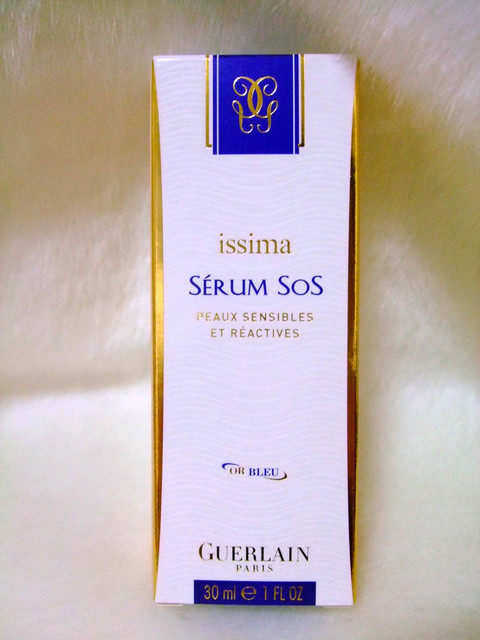 issima
SÉRUM SOS
PEAUX SENSIBLES
ET RÉACTIVES
OR BLEU
GUERLAIN
PARIS
30 ml ℮ 1 FL OZ